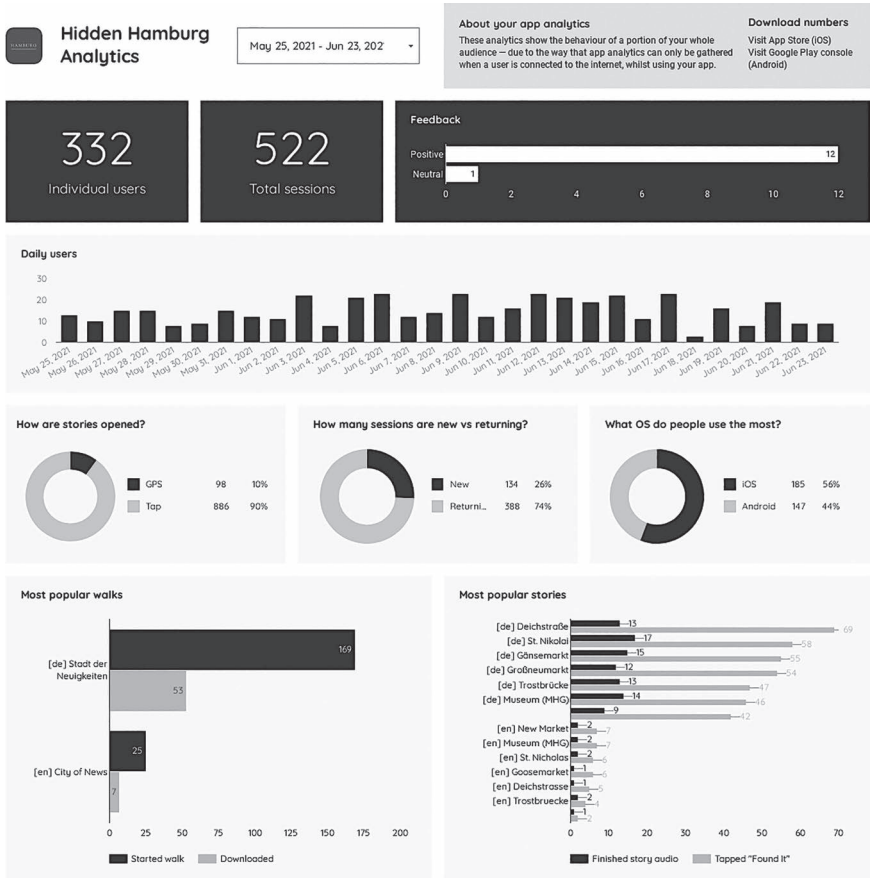 HAMBURG
Hidden Hamburg
Analytics
May 25, 2021 - Jun 23, 202
About your app analytics
These analytics show the behaviour of a portion of your whole
audience — due to the way that app analytics can only be gathered
when a user is connected to the internet, whilst using your app.
Download numbers
Visit App Store (iOS)
Visit Google Play console
(Android)
332
Individual users
522
Total sessions
Feedback
Positive 12
Neutral 1
0 2 4 6 8 10 12
Daily users
30
20
10
0
May 25, 2021
May 26, 2021
May 27, 2021
May 28, 2021
May 29, 2021
May 30, 2021
May 31, 2021
Jun 1, 2021
Jun 2, 2021
Jun 3, 2021
Jun 4, 2021
Jun 5, 2021
Jun 6, 2021
Jun 7, 2021
Jun 8, 2021
Jun 9, 2021
Jun 10, 2021
Jun 11, 2021
Jun 12, 2021
Jun 13, 2021
Jun 14, 2021
Jun 15, 2021
Jun 16, 2021
Jun 17, 2021
Jun 18, 2021
Jun 19, 2021
Jun 20, 2021
Jun 21, 2021
Jun 22, 2021
Jun 23, 2021
How are stories opened?
GPS 98 10%
Tap 886 90%
How many sessions are new vs returning?
New 134 26%
Returni... 388 74%
What OS do people use the most?
iOS 185 56%
Android 147 44%
Most popular walks
[de] Stadt der
Neuigkeiten
169
53
[en] City of News
25
7
0 25 50 75 100 125 150 175 200
Started walk Downloaded
Most popular stories
[de] Deichstraße 13
69
[de] St. Nikolai 17
58
[de] Gänsemarkt 15
55
[de] Großneumarkt 12
54
[de] Trostbrücke 13
47
[de] Museum (MHG) 14
46
9
42
[en] New Market 2
7
[en] Museum (MHG) 2
7
[en] St. Nicholas 2
6
[en] Goosemarket 1
6
[en] Deichstrasse 1
5
[en] Trostbruecke 2
4
1
2
0 10 20 30 40 50 60 70
Finished story audio Tapped "Found it"